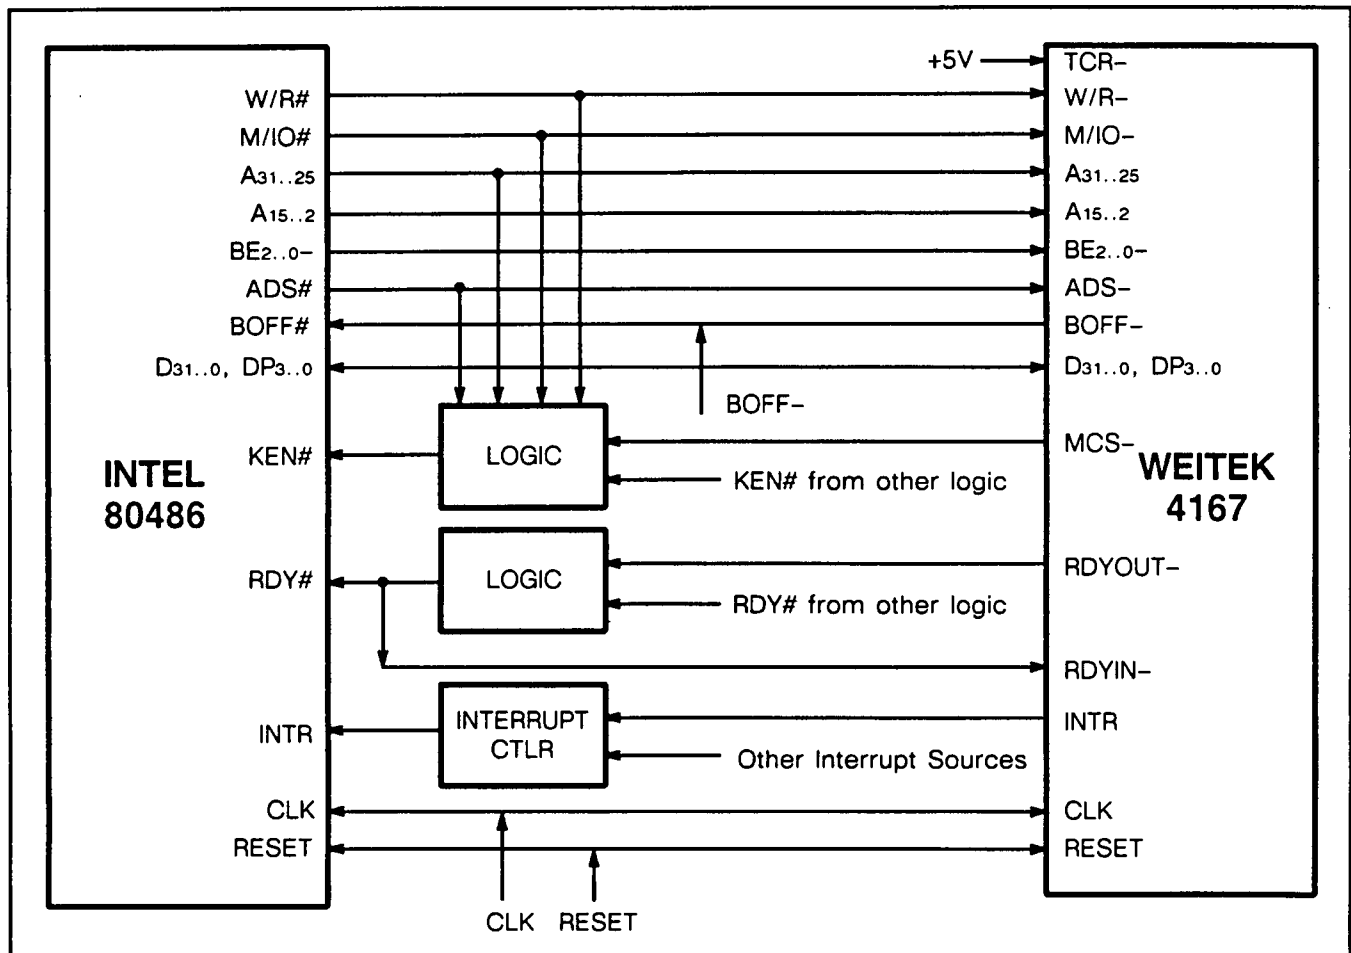 +5V
TCR–
W/R#
W/R–
M/IO#
M/IO–
A31..25
A31..25
A15..2
A15..2
BE2..0–
BE2..0–
ADS#
ADS–
BOFF#
BOFF–
D31..0, DP3..0
D31..0, DP3..0
BOFF–
KEN#
LOGIC
MCS–
INTEL
80486
KEN# from other logic
WEITEK
4167
RDY#
LOGIC
RDYOUT–
RDY# from other logic
RDYIN–
INTR
INTERRUPT
CTLR
INTR
Other Interrupt Sources
CLK
CLK
RESET
RESET
CLK
RESET